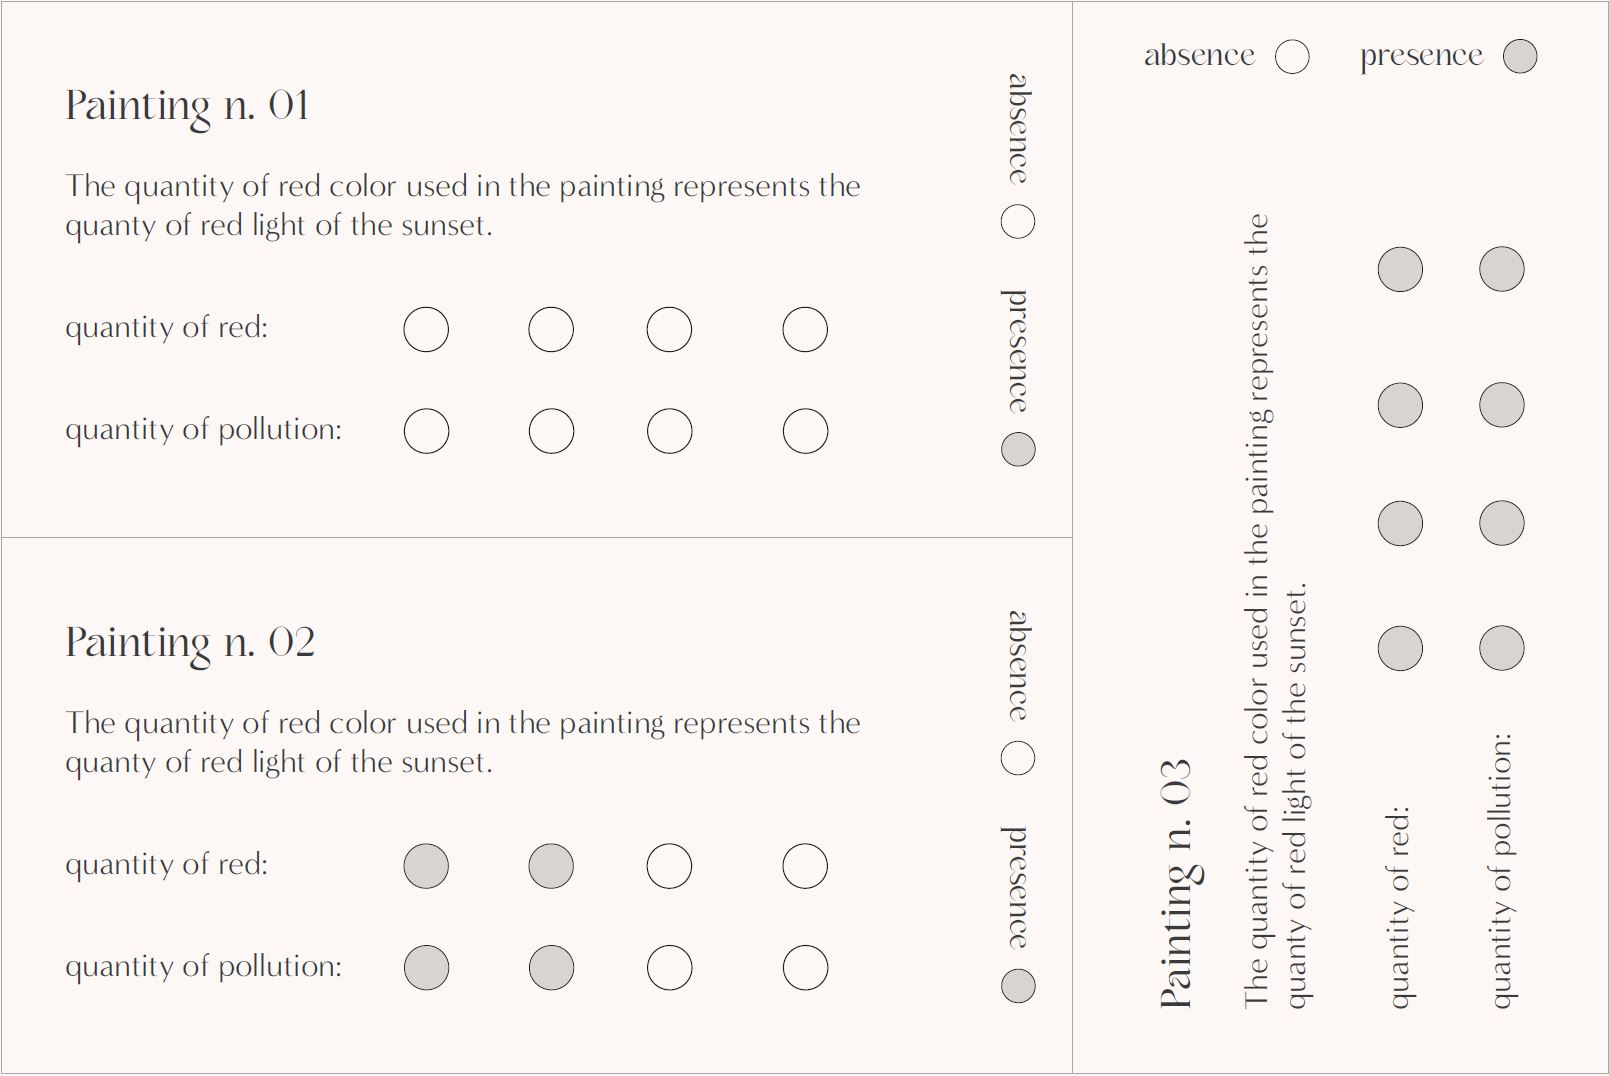 Painting n. 01
The quantity of red color used in the painting represents the
quanty of red light of the sunset.
quantity of red:
quantity of pollution:
absence
presence
Painting n. 02
The quantity of red color used in the painting represents the
quanty of red light of the sunset.
quantity of red:
quantity of pollution:
absence
presence
absence
presence
Painting n. 03
The quantity of red color used in the painting represents the
quanty of red light of the sunset.
quantity of red:
quantity of pollution: